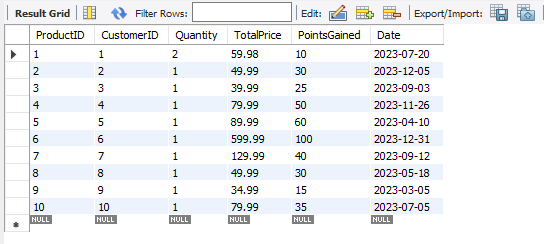 Result Grid Filter Rows: Edit: Export/Import:
ProductID CustomerID Quantity TotalPrice PointsGained Date
1 1 2 59.98 10 2023-07-20
2 2 1 49.99 30 2023-12-05
3 3 1 39.99 25 2023-09-03
4 4 1 79.99 50 2023-11-26
5 5 1 89.99 60 2023-04-10
6 6 1 599.99 100 2023-12-31
7 7 1 129.99 40 2023-09-12
8 8 1 49.99 30 2023-05-18
9 9 1 34.99 15 2023-03-05
10 10 1 79.99 35 2023-07-05
NULL NULL NULL NULL NULL NULL